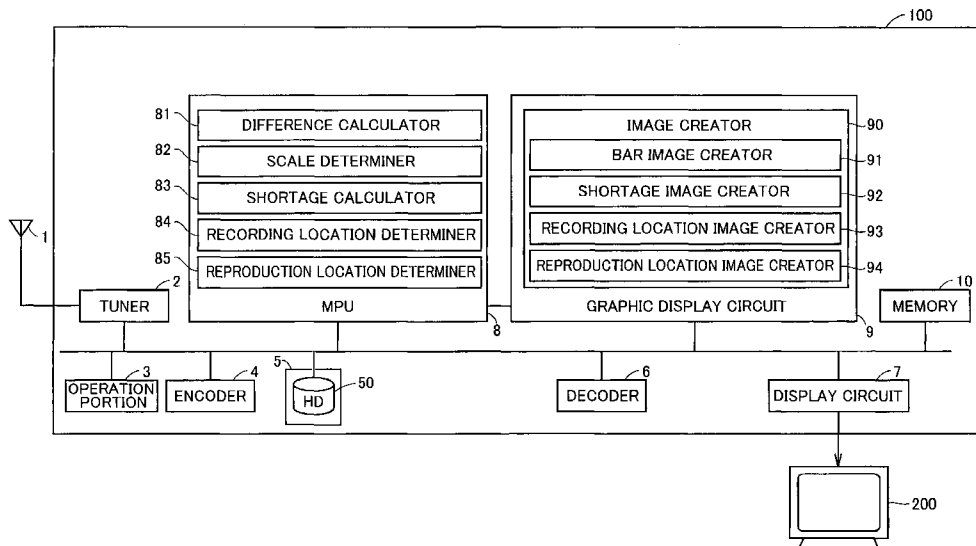 100
81
DIFFERENCE CALCULATOR
82
SCALE DETERMINER
83
SHORTAGE CALCULATOR
84
RECORDING LOCATION DETERMINER
85
REPRODUCTION LOCATION DETERMINER
MPU
8
IMAGE CREATOR
90
BAR IMAGE CREATOR
91
SHORTAGE IMAGE CREATOR
92
RECORDING LOCATION IMAGE CREATOR
93
REPRODUCTION LOCATION IMAGE CREATOR
94
GRAPHIC DISPLAY CIRCUIT
9
1
2
TUNER
10
MEMORY
3
OPERATION
PORTION
4
ENCODER
5
50
HD
6
DECODER
7
DISPLAY CIRCUIT
200